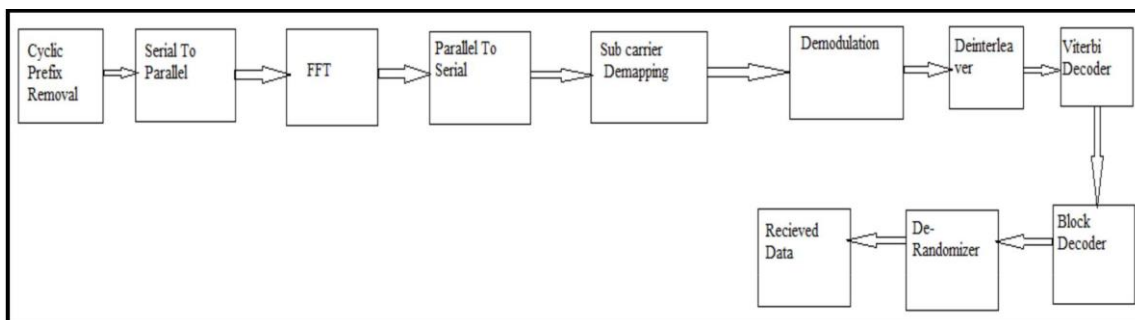 Cyclic
Prefix
Removal
Serial To
Parallel
FFT
Parallel To
Serial
Sub carrier
Demapping
Demodulation
Deinterlea
ver
Viterbi
Decoder
Block
Decoder
De-
Randomizer
Recieved
Data